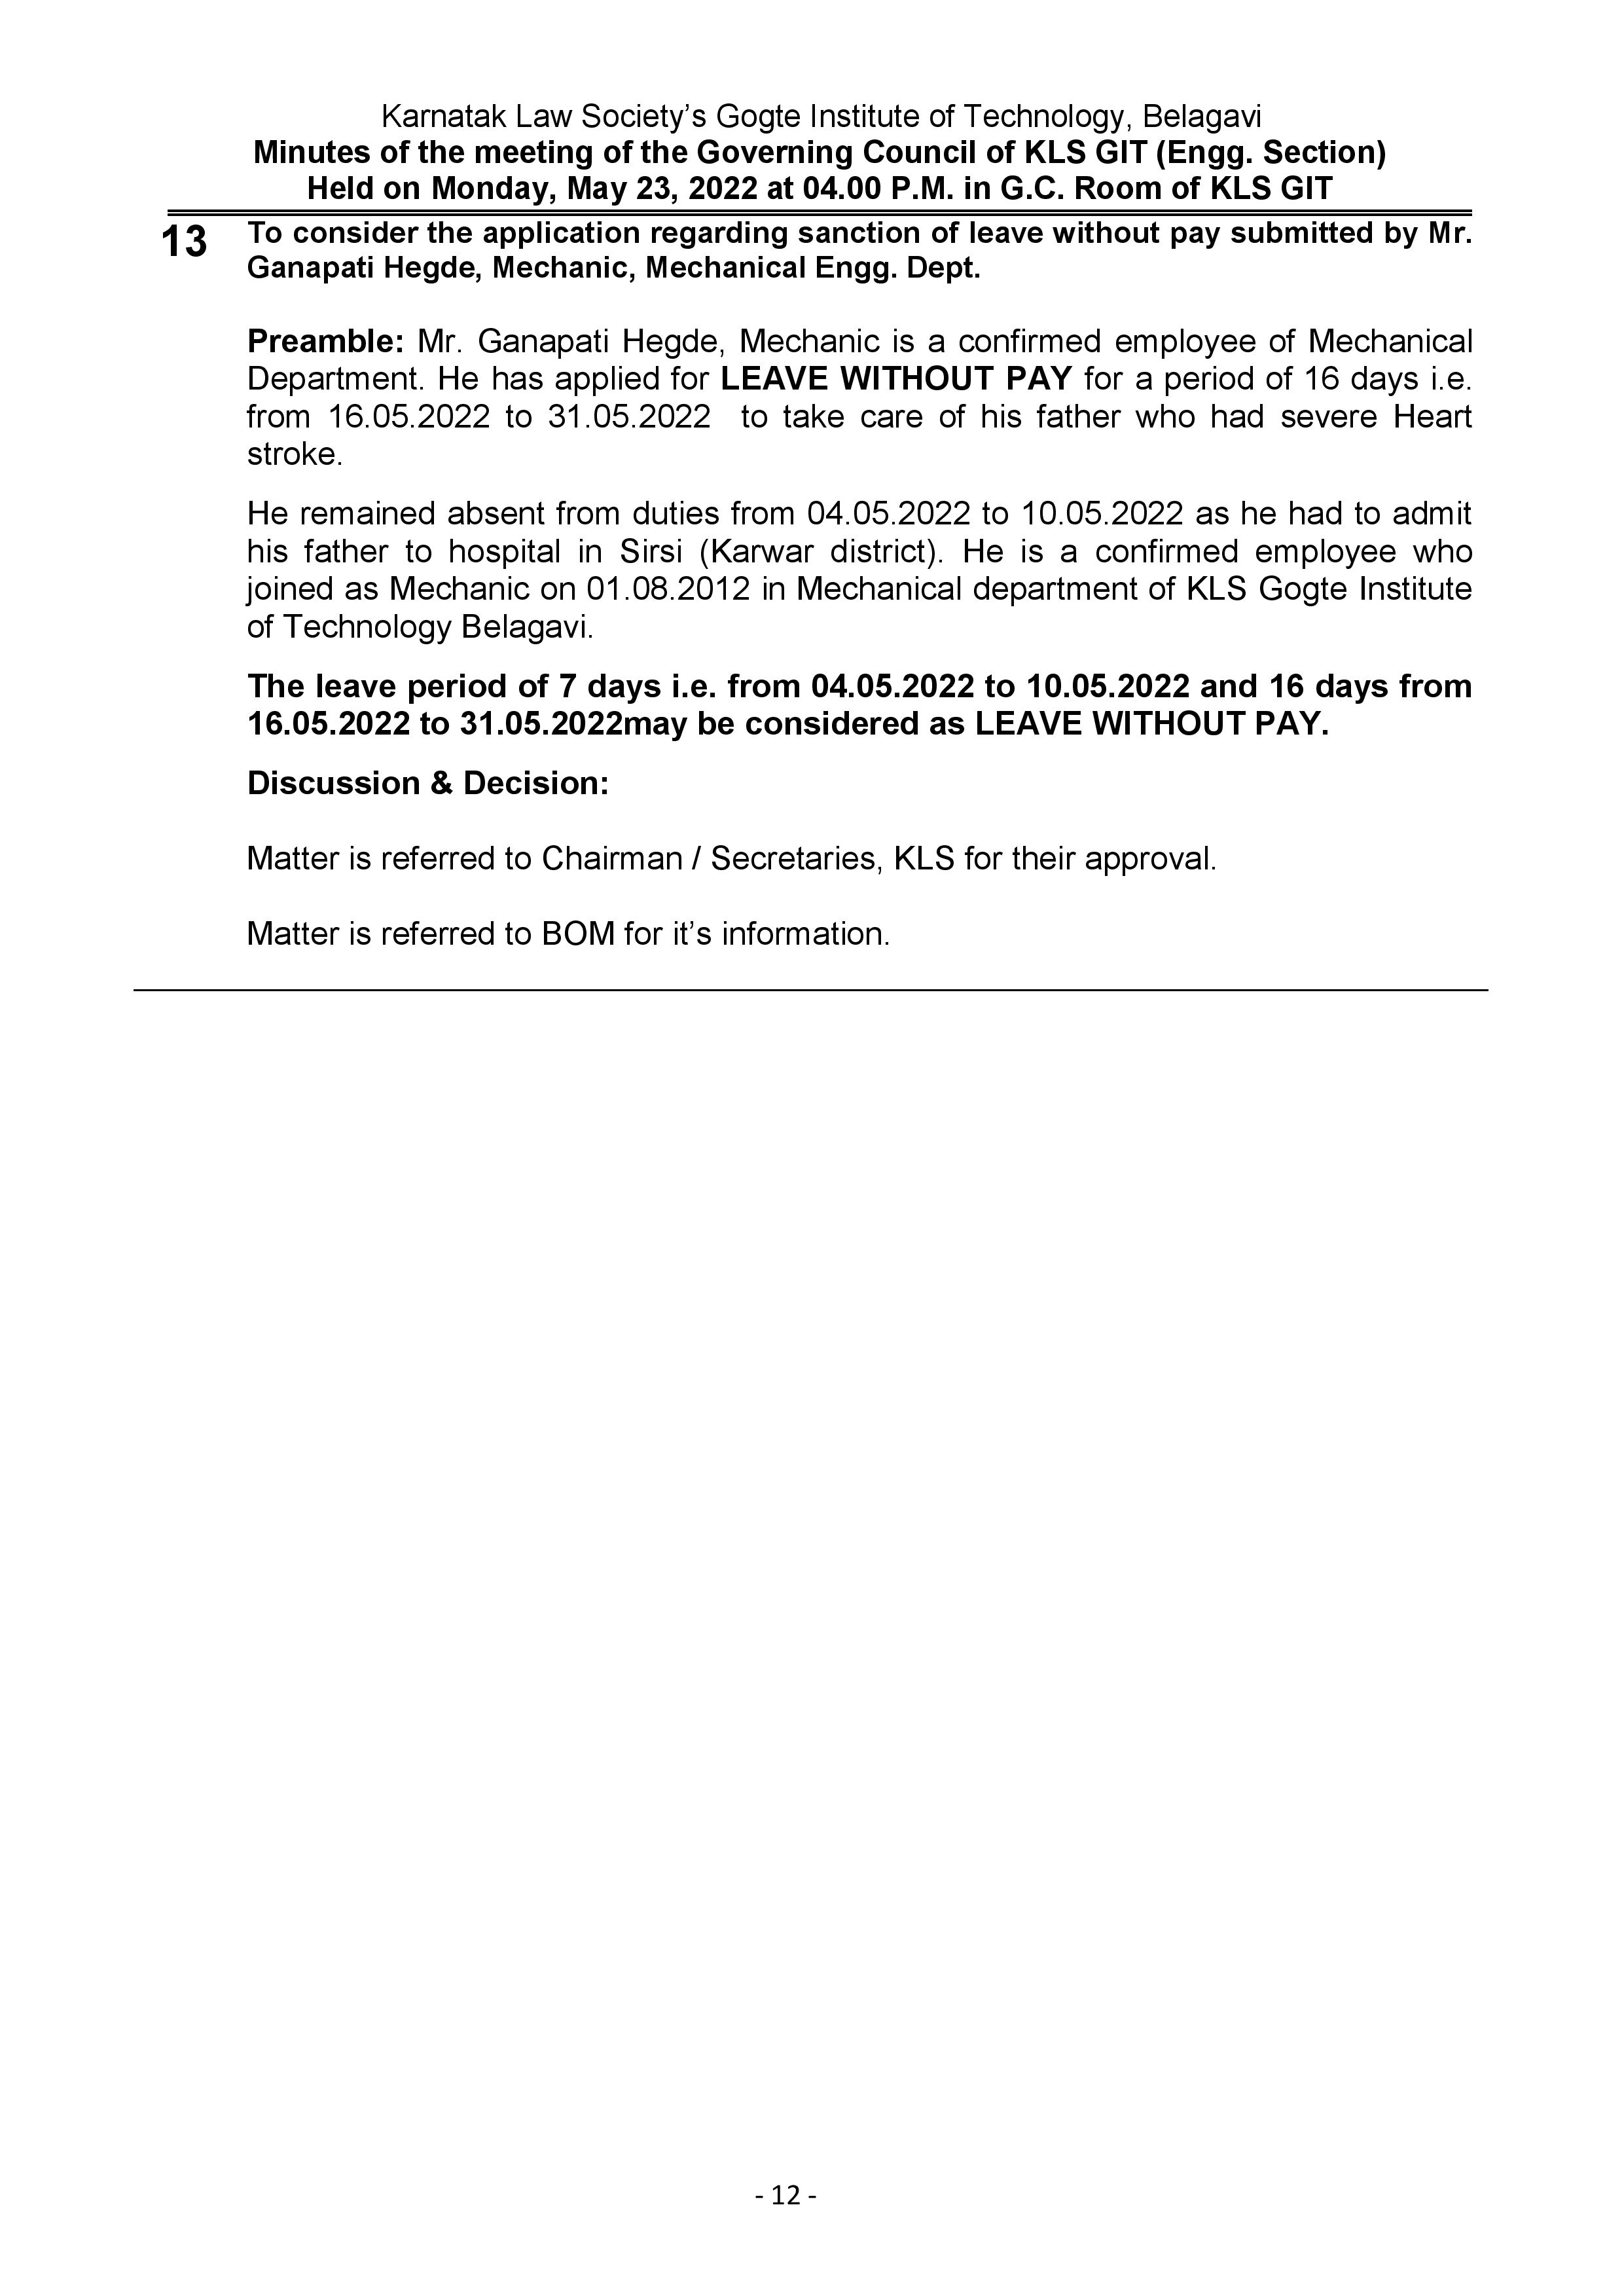 Karnatak Law Society’s Gogte Institute of Technology, Belagavi
Minutes of the meeting of the Governing Council of KLS GIT (Engg. Section)
Held on Monday, May 23, 2022 at 04.00 P.M. in G.C. Room of KLS GIT
13 To consider the application regarding sanction of leave without pay submitted by Mr.
Ganapati Hegde, Mechanic, Mechanical Engg. Dept.
Preamble: Mr. Ganapati Hegde, Mechanic is a confirmed employee of Mechanical
Department. He has applied for LEAVE WITHOUT PAY for a period of 16 days i.e.
from 16.05.2022 to 31.05.2022 to take care of his father who had severe Heart
stroke.
He remained absent from duties from 04.05.2022 to 10.05.2022 as he had to admit
his father to hospital in Sirsi (Karwar district). He is a confirmed employee who
joined as Mechanic on 01.08.2012 in Mechanical department of KLS Gogte Institute
of Technology Belagavi.
The leave period of 7 days i.e. from 04.05.2022 to 10.05.2022 and 16 days from
16.05.2022 to 31.05.2022may be considered as LEAVE WITHOUT PAY.
Discussion & Decision:
Matter is referred to Chairman / Secretaries, KLS for their approval.
Matter is referred to BOM for it’s information.
- 12 -